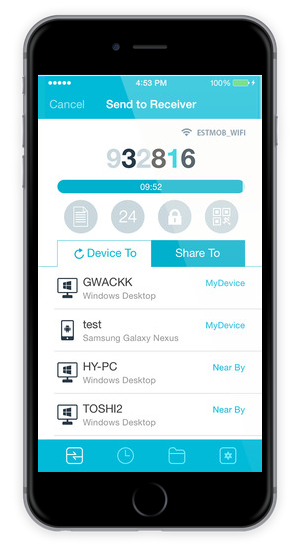 4:53 PM 100%
Cancel Send to Receiver
ESTMOB_WIFI
932816
09:52
24
Device To Share To
GWACKK MyDevice
Windows Desktop
test MyDevice
Samsung Galaxy Nexus
HY-PC Near By
Windows Desktop
TOSHI2 Near By
Windows Desktop